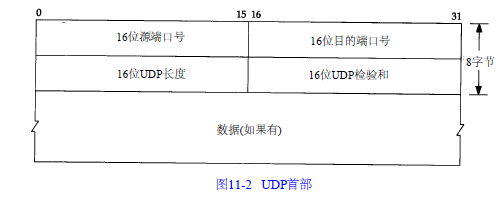 0 15 16 31
16位源端口号 16位目的端口号
16位UDP长度 16位UDP检验和
8字节
数据(如果有)
图11-2 UDP首部